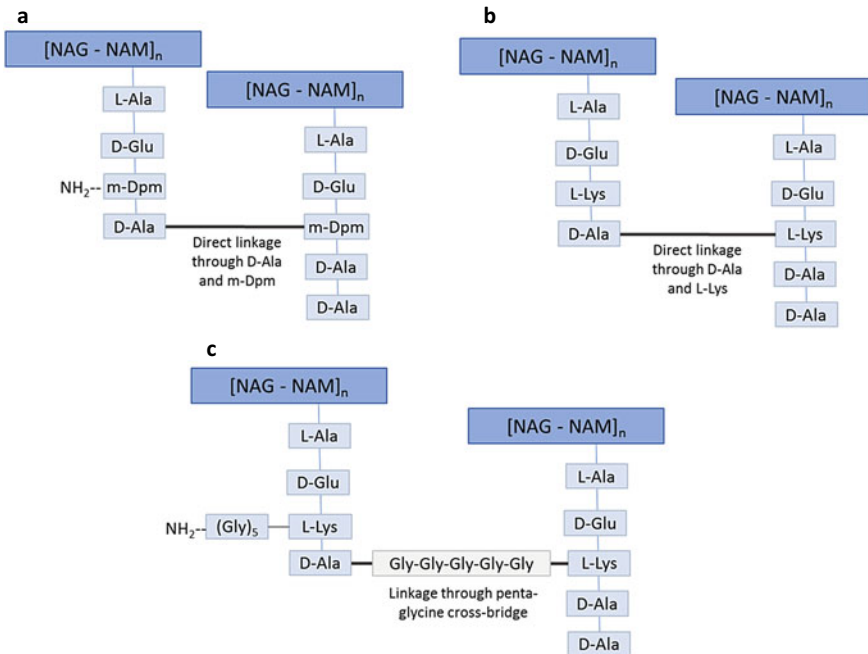 a
[NAG - NAM]n
L-Ala
D-Glu
NH2-- m-Dpm
D-Ala
[NAG - NAM]n
L-Ala
D-Glu
m-Dpm
D-Ala
D-Ala
Direct linkage
through D-Ala
and m-Dpm
b
[NAG - NAM]n
L-Ala
D-Glu
L-Lys
D-Ala
[NAG - NAM]n
L-Ala
D-Glu
L-Lys
D-Ala
D-Ala
Direct linkage
through D-Ala
and L-Lys
c
[NAG - NAM]n
L-Ala
D-Glu
NH2-- (Gly)5 L-Lys
D-Ala
Gly-Gly-Gly-Gly-Gly
Linkage through penta-
glycine cross-bridge
[NAG - NAM]n
L-Ala
D-Glu
L-Lys
D-Ala
D-Ala